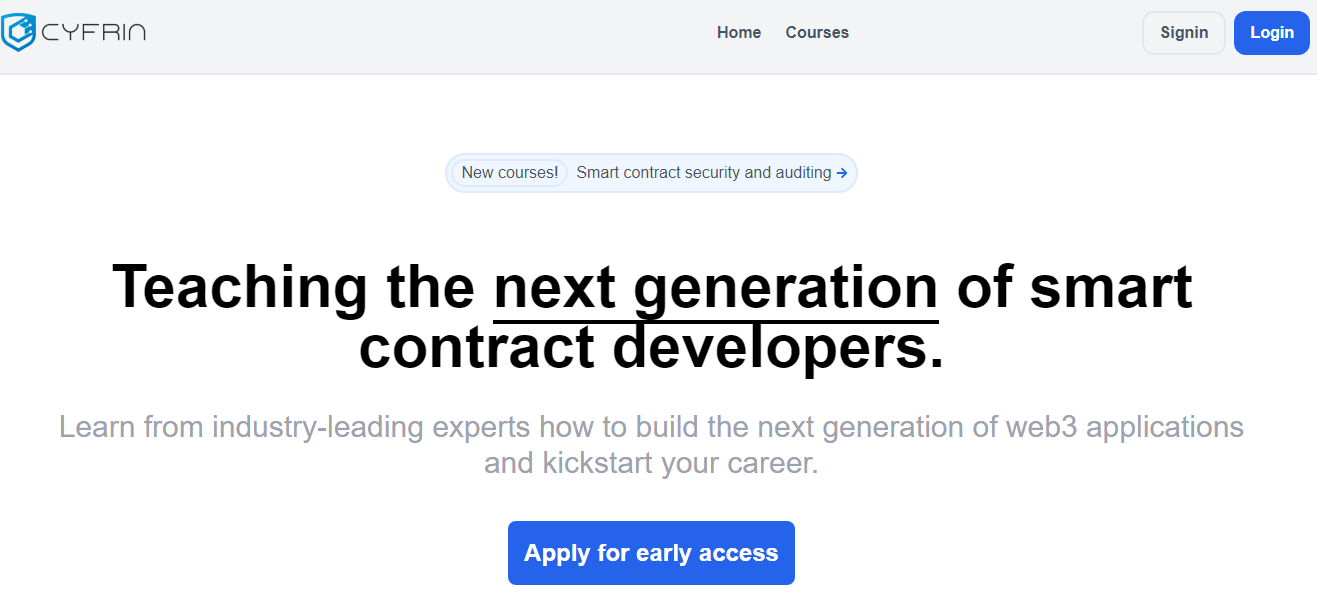 CYFRIN
Home Courses
Signin Login
New courses! Smart contract security and auditing →
Teaching the next generation of smart
contract developers.
Learn from industry-leading experts how to build the next generation of web3 applications
and kickstart your career.
Apply for early access